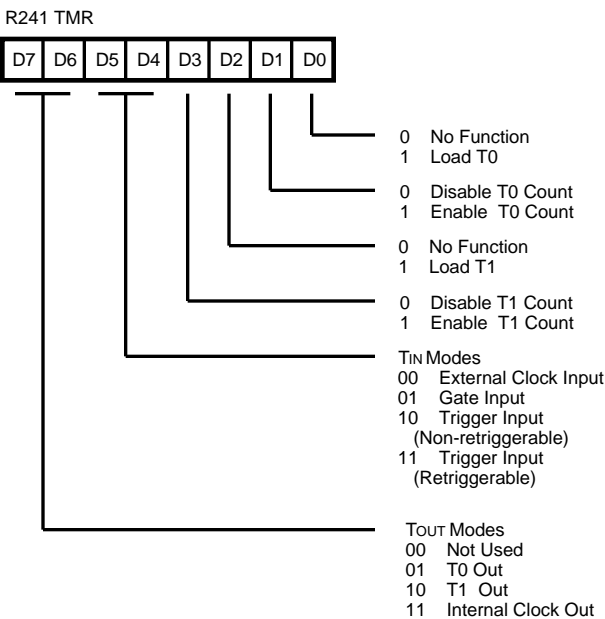 R241 TMR
D7 D6 D5 D4 D3 D2 D1 D0
0 No Function
1 Load T0
0 Disable T0 Count
1 Enable T0 Count
0 No Function
1 Load T1
0 Disable T1 Count
1 Enable T1 Count
TIN Modes
00 External Clock Input
01 Gate Input
10 Trigger Input
(Non-retriggerable)
11 Trigger Input
(Retriggerable)
TOUT Modes
00 Not Used
01 T0 Out
10 T1 Out
11 Internal Clock Out